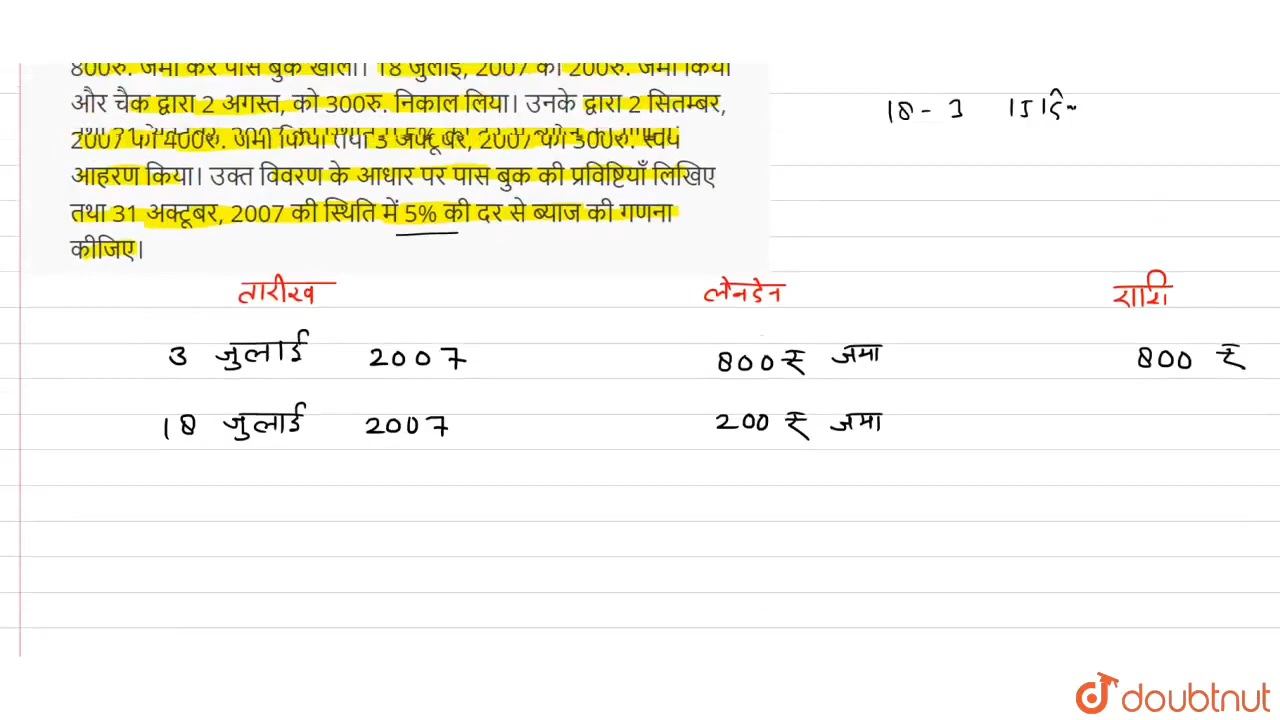 800रु. जमा कर पास बुक खोली। 18 जुलाई, 2007 को 200रु. जमा किया
और चैक द्वारा 2 अगस्त, को 300रु. निकाल लिया। उनके द्वारा 2 सितम्बर,
2007 को 400रु. जमा किया तथा 3 अक्टूबर, 2007 को 300रु. स्वयं
आहरण किया। उक्त विवरण के आधार पर पास बुक की प्रविष्टियाँ लिखिए
तथा 31 अक्टूबर, 2007 की स्थिति में 5% की दर से ब्याज की गणना
कीजिए।
18 - 3 15 दिन
तारीख लेनदेन राशि
3 जुलाई 2007 800 ₹ जमा 800 ₹
18 जुलाई 2007 200 ₹ जमा
doubtnut